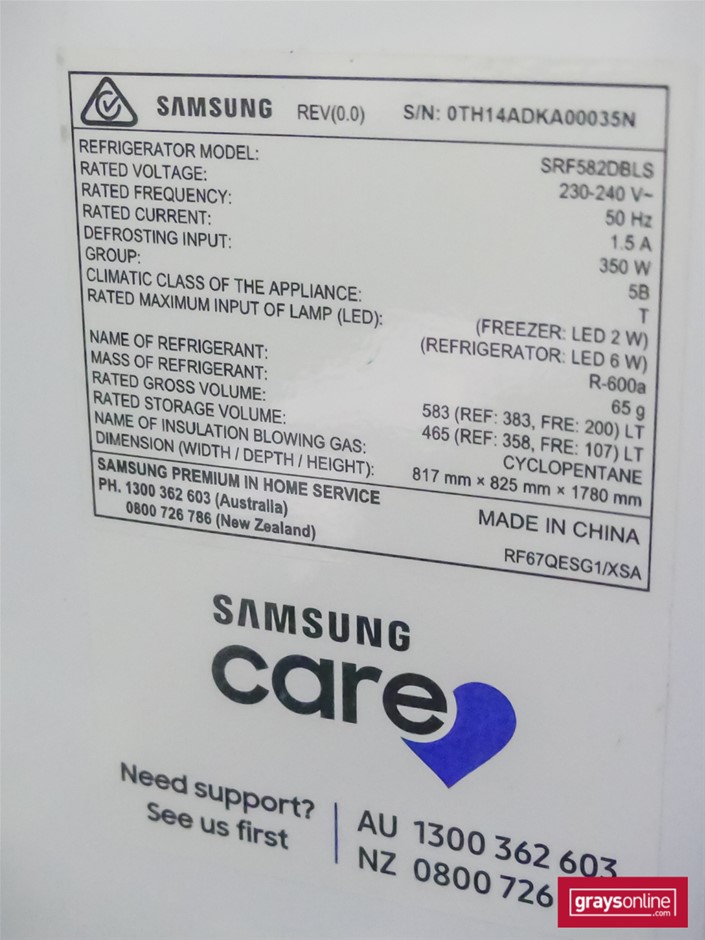 SAMSUNG REV(0.0) S/N: 0TH14ADKA00035N
REFRIGERATOR MODEL: SRF582DBLS
RATED VOLTAGE: 230-240 V~
RATED FREQUENCY: 50 Hz
RATED CURRENT: 1.5 A
DEFROSTING INPUT: 350 W
GROUP: 5B
CLIMATIC CLASS OF THE APPLIANCE: T
RATED MAXIMUM INPUT OF LAMP (LED): (FREEZER: LED 2 W)
(REFRIGERATOR: LED 6 W)
NAME OF REFRIGERANT: R-600a
MASS OF REFRIGERANT: 65 g
RATED GROSS VOLUME: 583 (REF: 383, FRE: 200) LT
RATED STORAGE VOLUME: 465 (REF: 358, FRE: 107) LT
NAME OF INSULATION BLOWING GAS: CYCLOPENTANE
DIMENSION (WIDTH / DEPTH / HEIGHT): 817 mm × 825 mm × 1780 mm
SAMSUNG PREMIUM IN HOME SERVICE
PH. 1300 362 603 (Australia)
0800 726 786 (New Zealand)
MADE IN CHINA
RF67QESG1/XSA
SAMSUNG
care
Need support?
See us first
AU 1300 362 603
NZ 0800 726
graysonline
.com